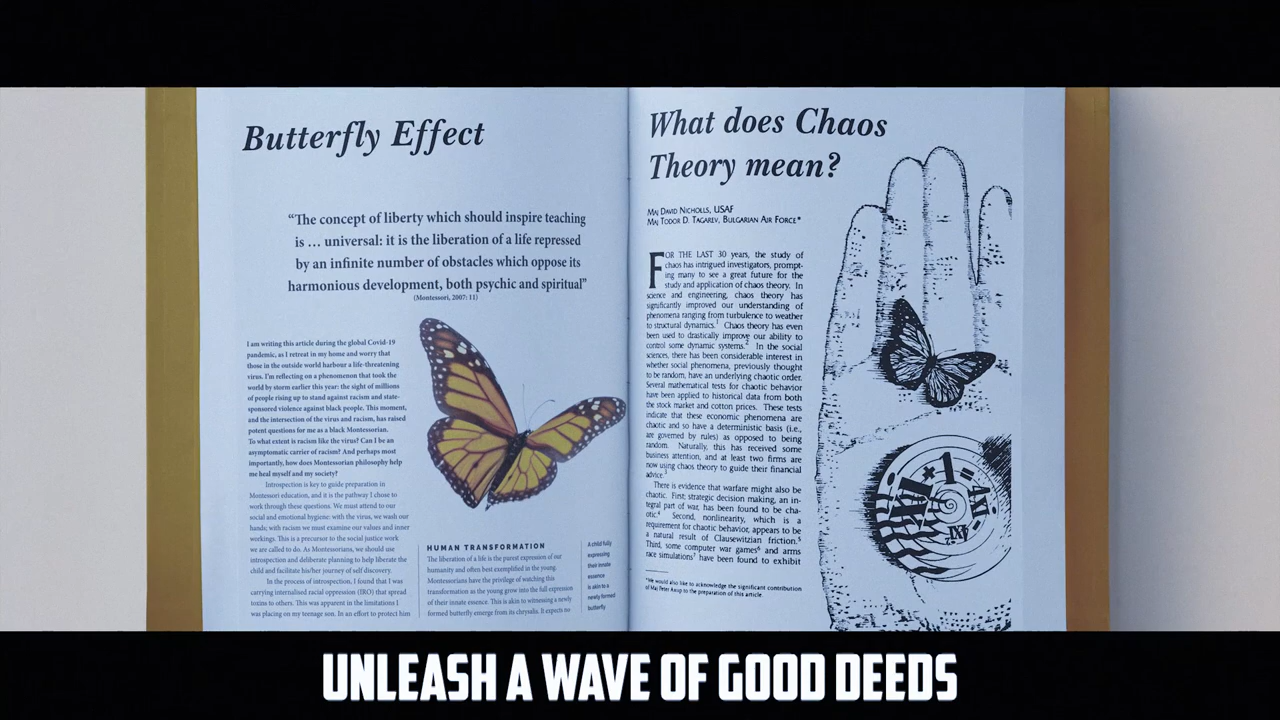 Butterfly Effect
“The concept of liberty which should inspire teaching
is … universal: it is the liberation of a life repressed
by an infinite number of obstacles which oppose its
harmonious development, both psychic and spiritual”
(Montessori, 2007: 11)
I am writing this article during the global Covid-19
pandemic, as I retreat in my home and worry that
those in the outside world harbour a life-threatening
virus. I'm reflecting on a phenomenon that took the
world by storm earlier this year: the sight of millions
of people rising up to stand against racism and state-
sponsored violence against black people. This moment,
and the intersection of the virus and racism, has raised
potent questions for me as a black Montessorian.
To what extent is racism like the virus? Can I be an
asymptomatic carrier of racism? And perhaps most
importantly, how does Montessorian philosophy help
me heal myself and my society?
Introspection is key to guide preparation in
Montessori education, and it is the pathway I chose to
work through these questions. We must attend to our
social and emotional hygiene: with the virus, we wash our
hands; with racism we must examine our values and inner
workings. This is a precursor to the social justice work
we are called to do. As Montessorians, we should use
introspection and deliberate planning to help liberate the
child and facilitate his/her journey of self discovery.
In the process of introspection, I found that I was
carrying internalised racial oppression (IRO) that spread
toxins to others. This was apparent in the limitations I
was placing on my teenage son. In an effort to protect him
HUMAN TRANSFORMATION
The liberation of a life is the purest expression of our
humanity and often best exemplified in the young.
Montessorians have the privilege of watching this
transformation as the young grow into the full expression
of their innate essence. This is akin to witnessing a newly
formed butterfly emerge from its chrysalis. It expects no
A child fully
expressing
their innate
essence
is akin to a
newly formed
butterfly
What does Chaos
Theory mean?
MAJ DAVID NICHOLLS, USAF
MAJ TODOR D. TAGAREV, BULGARIAN AIR FORCE*
FOR THE LAST 30 years, the study of
chaos has intrigued investigators, prompt-
ing many to see a great future for the
study and application of chaos theory. In
science and engineering, chaos theory has
significantly improved our understanding of
phenomena ranging from turbulence to weather
to structural dynamics.1 Chaos theory has even
been used to drastically improve our ability to
control some dynamic systems.2 In the social
sciences, there has been considerable interest in
whether social phenomena, previously thought
to be random, have an underlying chaotic order.
Several mathematical tests for chaotic behavior
have been applied to historical data from both
the stock market and cotton prices. These tests
indicate that these economic phenomena are
chaotic and so have a deterministic basis (i.e.,
are governed by rules) as opposed to being
random. Naturally, this has received some
business attention, and at least two firms are
now using chaos theory to guide their financial
advice.3
There is evidence that warfare might also be
chaotic. First, strategic decision making, an in-
tegral part of war, has been found to be cha-
otic.4 Second, nonlinearity, which is a
requirement for chaotic behavior, appears to be
a natural result of Clausewitzian friction.5
Third, some computer war games6 and arms
race simulations7 have been found to exhibit
*We would also like to acknowledge the significant contribution
of Maj Peter Axup to the preparation of this article.
UNLEASH A WAVE OF GOOD DEEDS